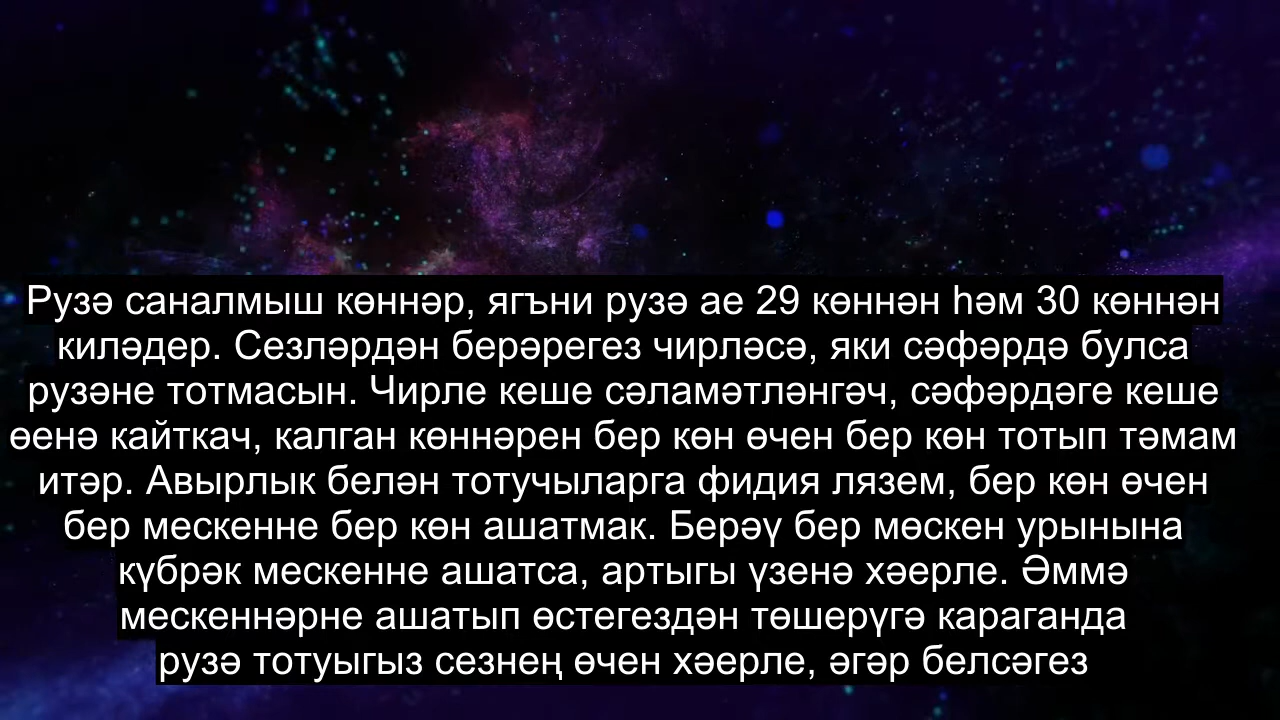 Рузә саналмыш көннәр, ягъни рузә ае 29 көннән һәм 30 көннән
киләдер. Сезләрдән берәрегез чирләсә, яки сәфәрдә булса
рузәне тотмасын. Чирле кеше сәламәтләнгәч, сәфәрдәге кеше
өенә кайткач, калган көннәрен бер көн өчен бер көн тотып тәмам
итәр. Авырлык белән тотучыларга фидия лязем, бер көн өчен
бер мескенне бер көн ашатмак. Берәү бер мөскен урынына
күбрәк мескенне ашатса, артыгы үзенә хәерле. Әммә
мескеннәрне ашатып өстегездән төшерүгә караганда
рузә тотуыгыз сезнең өчен хәерле, әгәр белсәгез